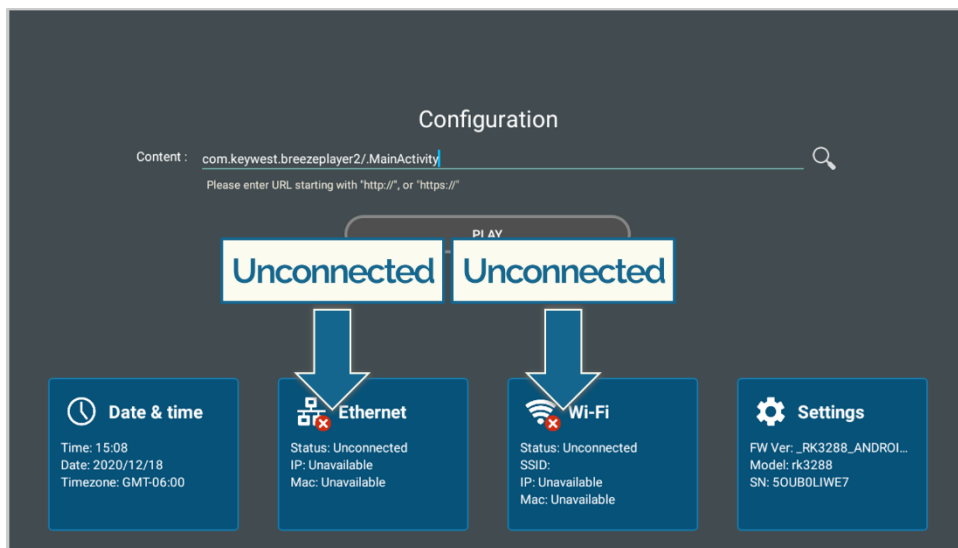 Configuration
Content : com.keywest.breezeplayer2/.MainActivity
Please enter URL starting with "http://", or "https://"
PLAY
Unconnected Unconnected
Date & time
Time: 15:08
Date: 2020/12/18
Timezone: GMT-06:00
Ethernet
Status: Unconnected
IP: Unavailable
Mac: Unavailable
Wi-Fi
Status: Unconnected
SSID:
IP: Unavailable
Mac: Unavailable
Settings
FW Ver: _RK3288_ANDROI...
Model: rk3288
SN: 5OUB0LIWE7